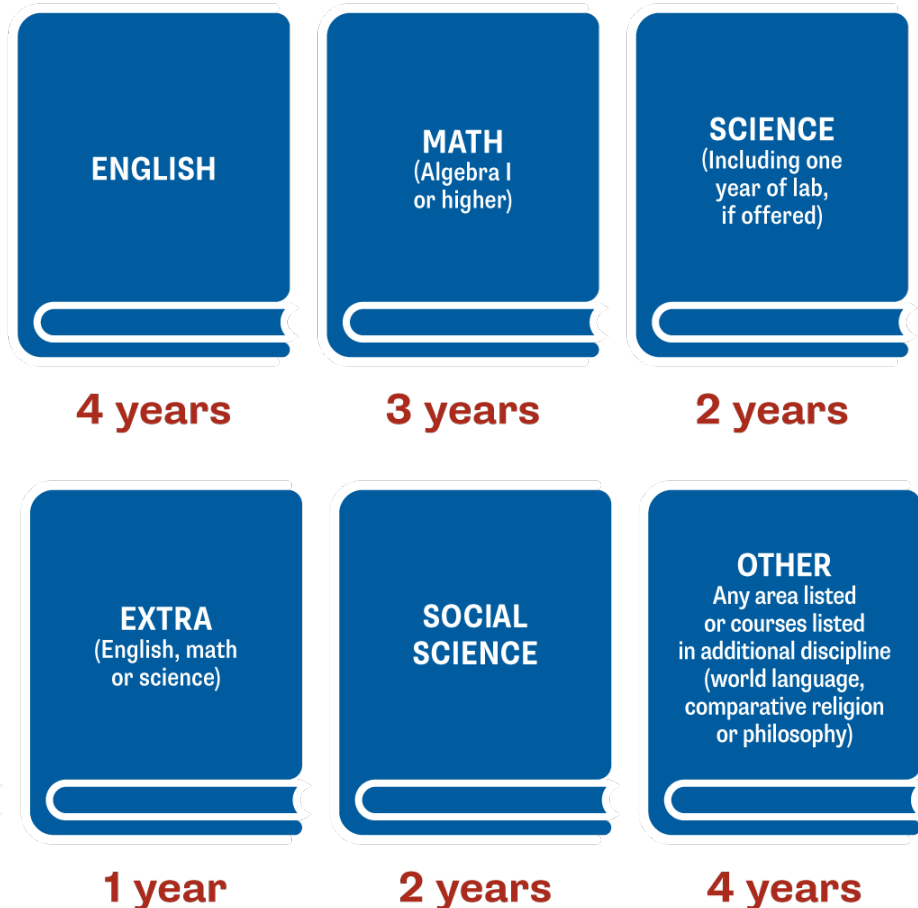 ENGLISH
4 years
MATH
(Algebra I
or higher)
3 years
SCIENCE
(Including one
year of lab,
if offered)
2 years
EXTRA
(English, math
or science)
1 year
SOCIAL
SCIENCE
2 years
OTHER
Any area listed
or courses listed
in additional discipline
(world language,
comparative religion
or philosophy)
4 years